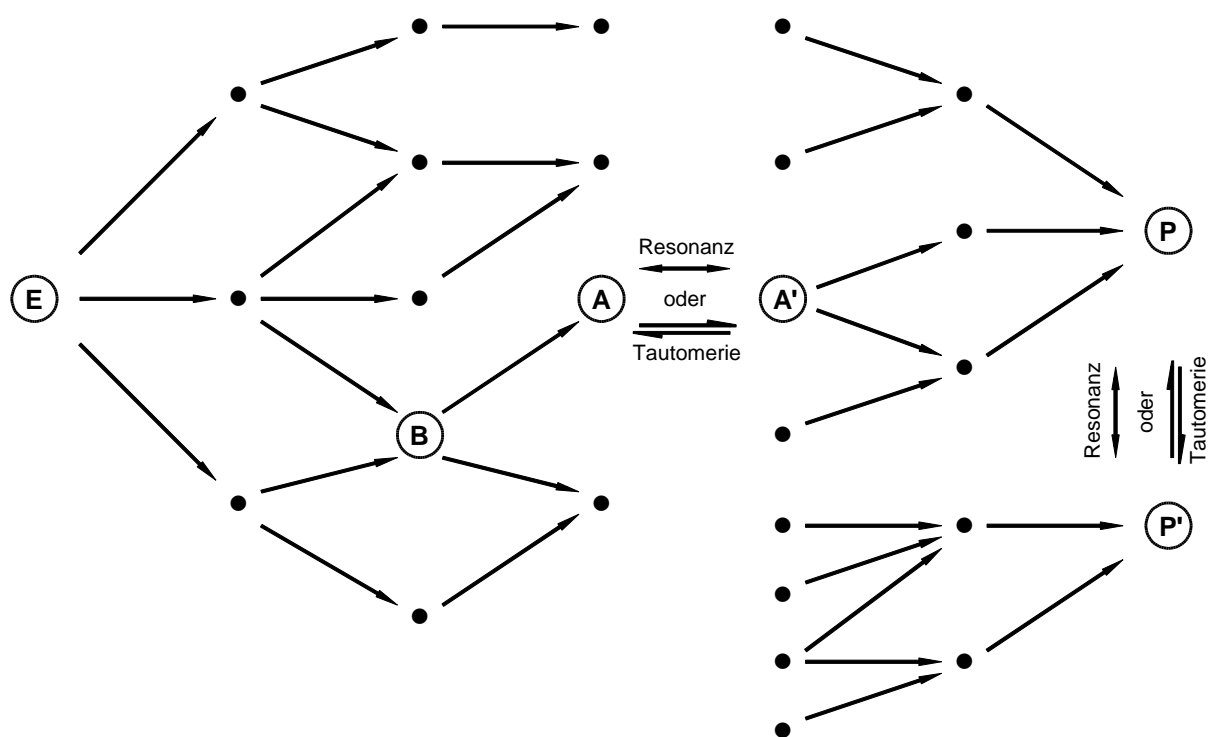 E
B
A
Resonanz
oder
Tautomerie
A'
P
Resonanz
oder
Tautomerie
P'